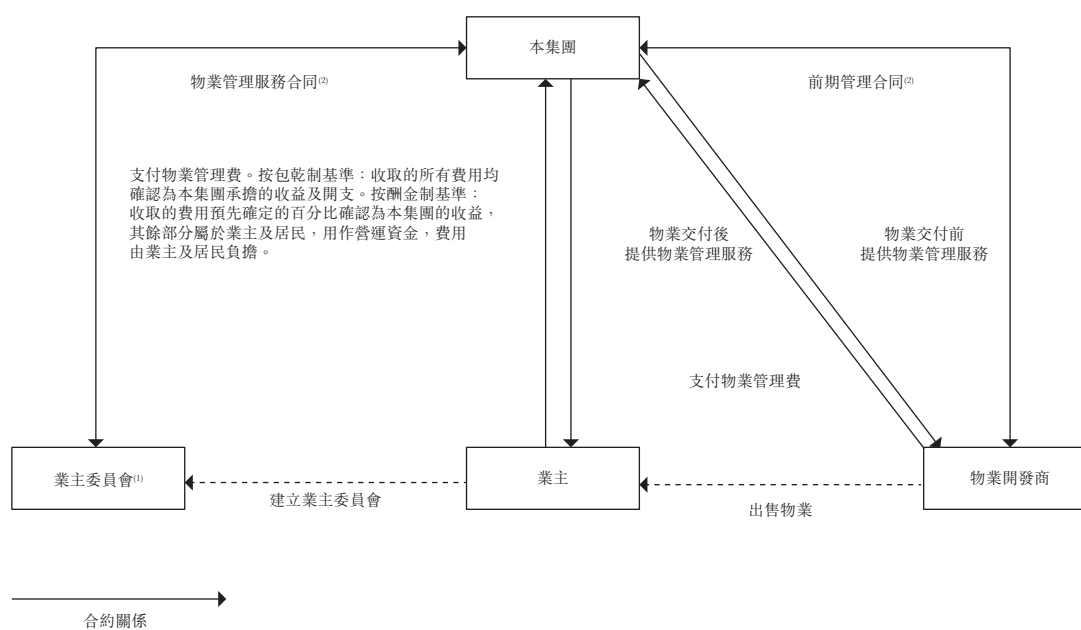 本集團
物業管理服務合同⁽²⁾
前期管理合同⁽²⁾
支付物業管理費。按包乾制基準：收取的所有費用均
確認為本集團承擔的收益及開支。按酬金制基準：
收取的費用預先確定的百分比確認為本集團的收益，
其餘部分屬於業主及居民，用作營運資金，費用
由業主及居民負擔。
物業交付後
提供物業管理服務
物業交付前
提供物業管理服務
支付物業管理費
業主委員會⁽¹⁾
業主
物業開發商
建立業主委員會
出售物業
合約關係